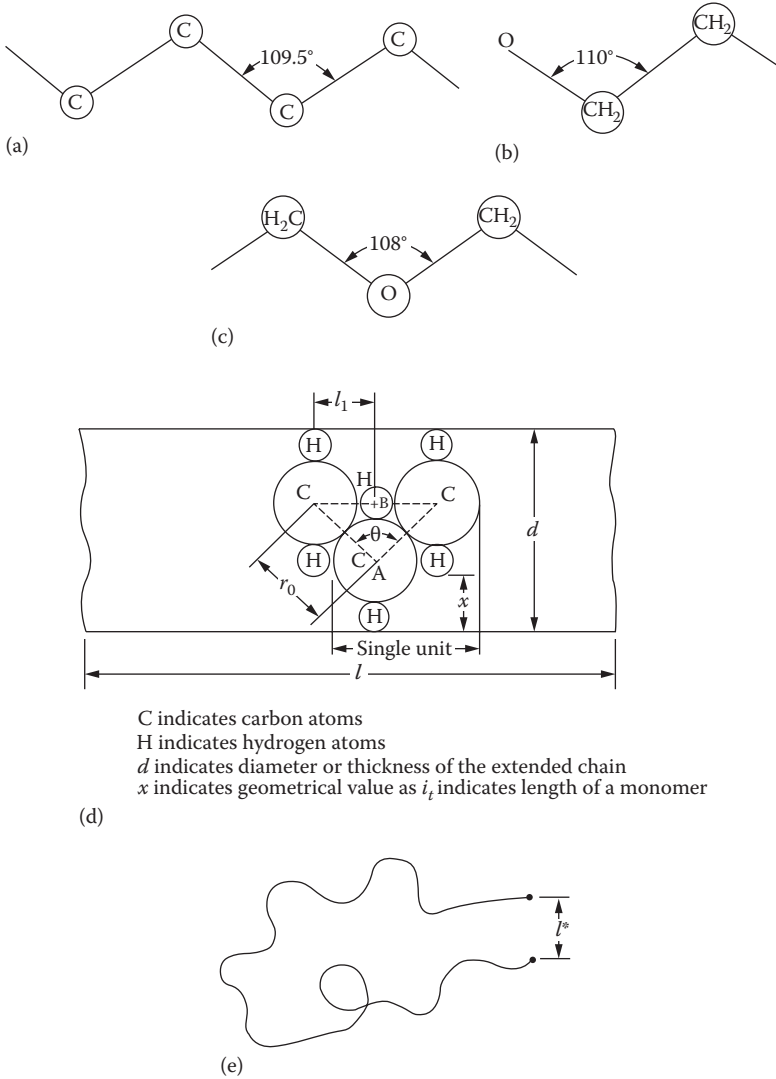 C
C
C
C
109.5°
(a)
O
CH2
CH2
110°
(b)
H2C
CH2
108°
O
(c)
l1
H
H
H
C
+B
C
θ
d
H
C
A
H
r0
x
H
Single unit
l
C indicates carbon atoms
H indicates hydrogen atoms
d indicates diameter or thickness of the extended chain
x indicates geometrical value as it indicates length of a monomer
(d)
l*
(e)